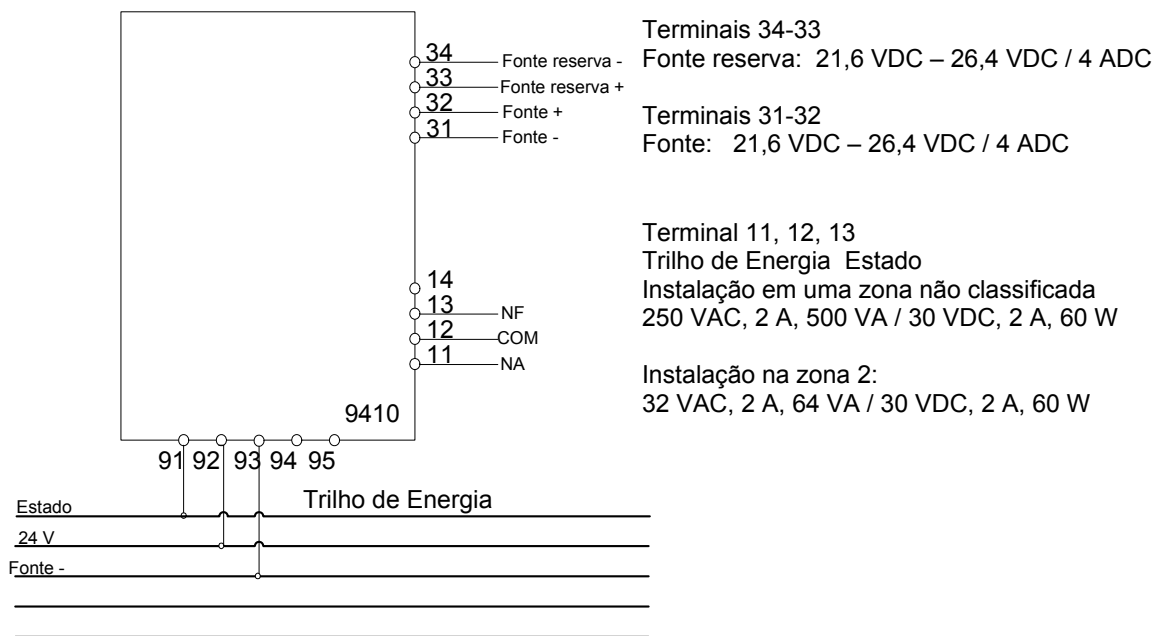 34 Fonte reserva -
33 Fonte reserva +
32 Fonte +
31 Fonte -
14
13 NF
12 COM
11 NA
9410
91 92 93 94 95
Trilho de Energia
Estado
24 V
Fonte -
Terminais 34-33
Fonte reserva: 21,6 VDC – 26,4 VDC / 4 ADC
Terminais 31-32
Fonte: 21,6 VDC – 26,4 VDC / 4 ADC
Terminal 11, 12, 13
Trilho de Energia Estado
Instalação em uma zona não classificada
250 VAC, 2 A, 500 VA / 30 VDC, 2 A, 60 W
Instalação na zona 2:
32 VAC, 2 A, 64 VA / 30 VDC, 2 A, 60 W